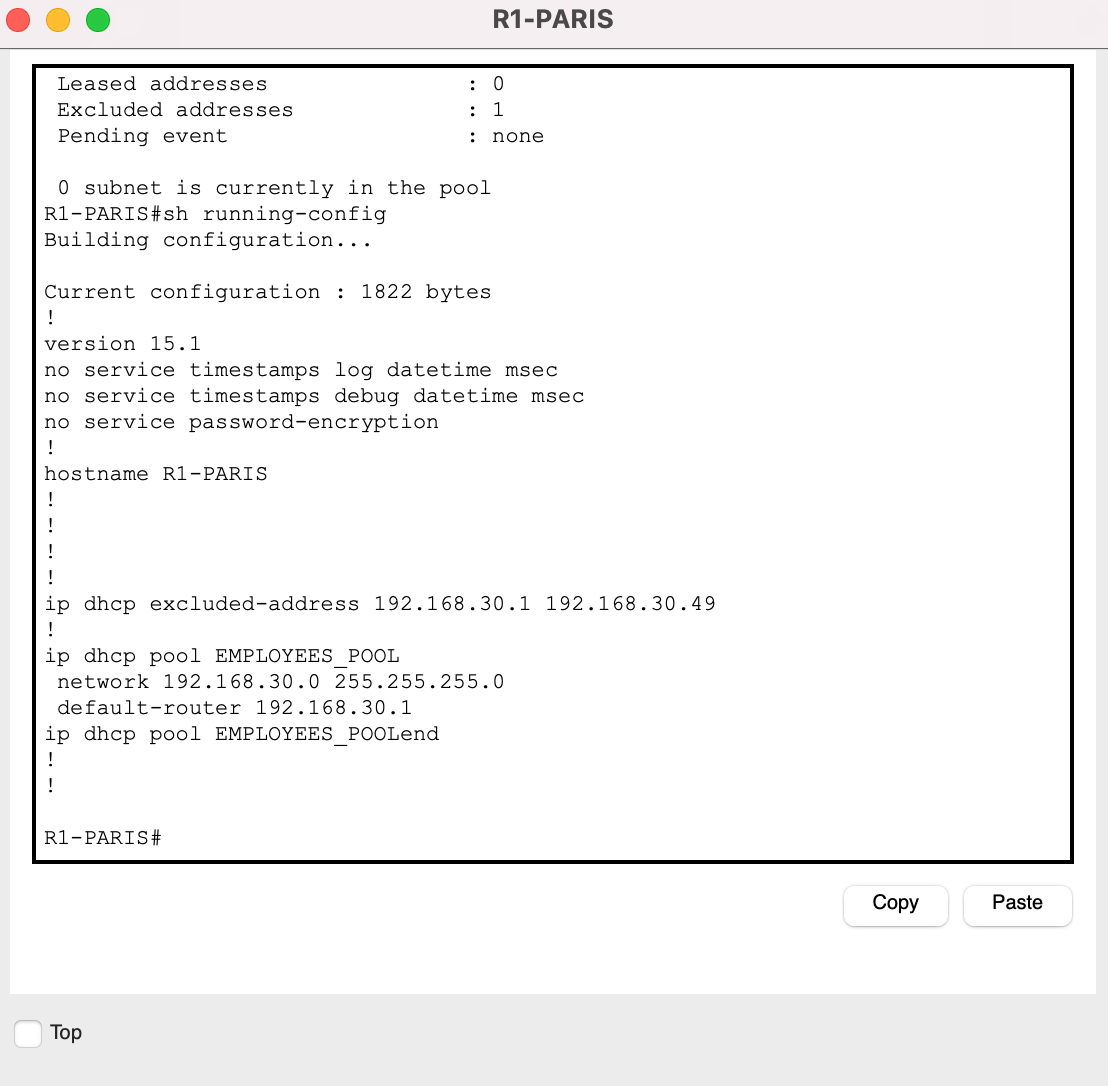 R1-PARIS
Leased addresses : 0
Excluded addresses : 1
Pending event : none
0 subnet is currently in the pool
R1-PARIS#sh running-config
Building configuration...
Current configuration : 1822 bytes
!
version 15.1
no service timestamps log datetime msec
no service timestamps debug datetime msec
no service password-encryption
!
hostname R1-PARIS
!
!
!
!
ip dhcp excluded-address 192.168.30.1 192.168.30.49
!
ip dhcp pool EMPLOYEES_POOL
network 192.168.30.0 255.255.255.0
default-router 192.168.30.1
ip dhcp pool EMPLOYEES_POOLend
!
!
R1-PARIS#
Copy Paste
Top